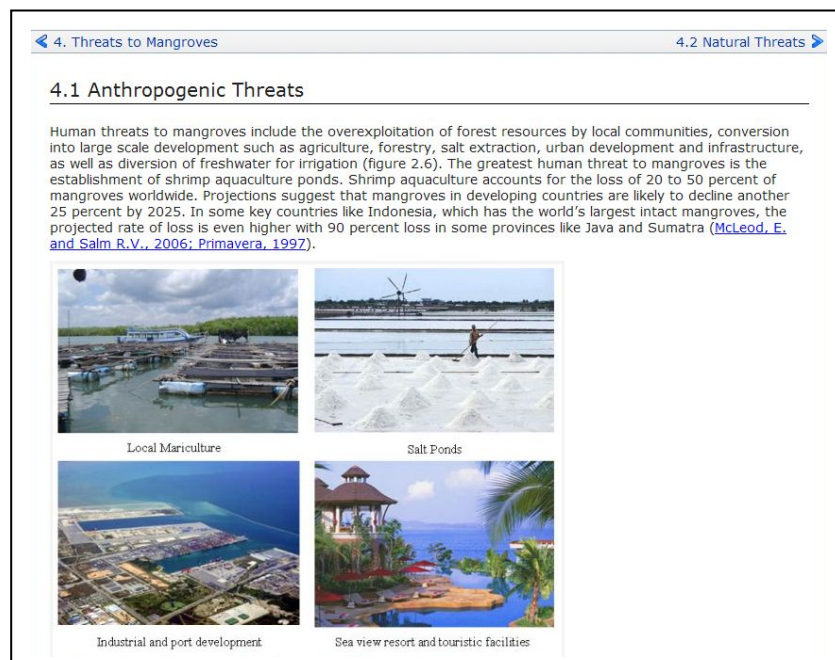 4. Threats to Mangroves
4.2 Natural Threats
4.1 Anthropogenic Threats
Human threats to mangroves include the overexploitation of forest resources by local communities, conversion
into large scale development such as agriculture, forestry, salt extraction, urban development and infrastructure,
as well as diversion of freshwater for irrigation (figure 2.6). The greatest human threat to mangroves is the
establishment of shrimp aquaculture ponds. Shrimp aquaculture accounts for the loss of 20 to 50 percent of
mangroves worldwide. Projections suggest that mangroves in developing countries are likely to decline another
25 percent by 2025. In some key countries like Indonesia, which has the world's largest intact mangroves, the
projected rate of loss is even higher with 90 percent loss in some provinces like Java and Sumatra (McLeod, E.
and Salm R.V., 2006; Primavera, 1997).
Local Mariculture
Salt Ponds
Industrial and port development
Sea view resort and touristic facilities